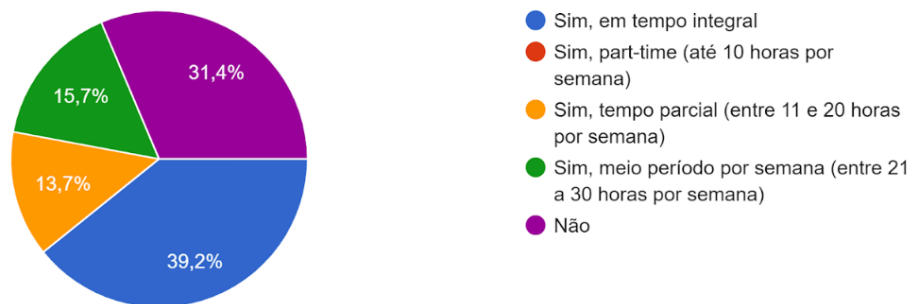 31,4%
15,7%
13,7%
39,2%
Sim, em tempo integral
Sim, part-time (até 10 horas por
semana)
Sim, tempo parcial (entre 11 e 20 horas
por semana)
Sim, meio período por semana (entre 21
a 30 horas por semana)
Não